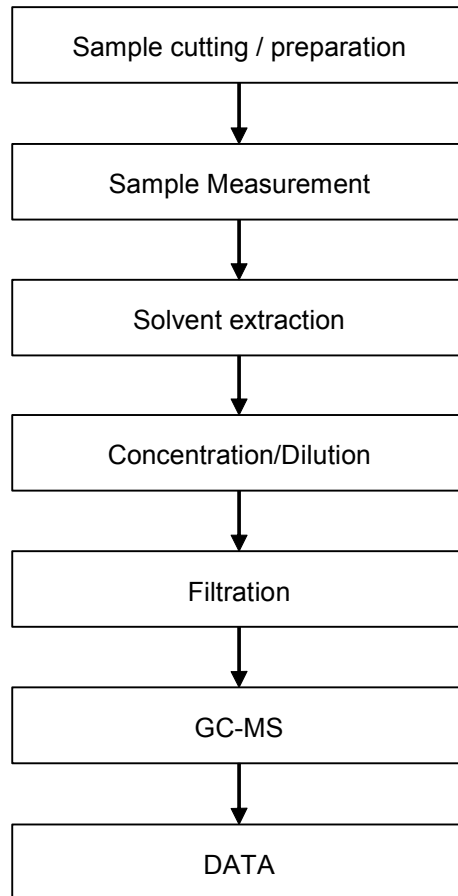 Sample cutting / preparation
Sample Measurement
Solvent extraction
Concentration/Dilution
Filtration
GC-MS
DATA